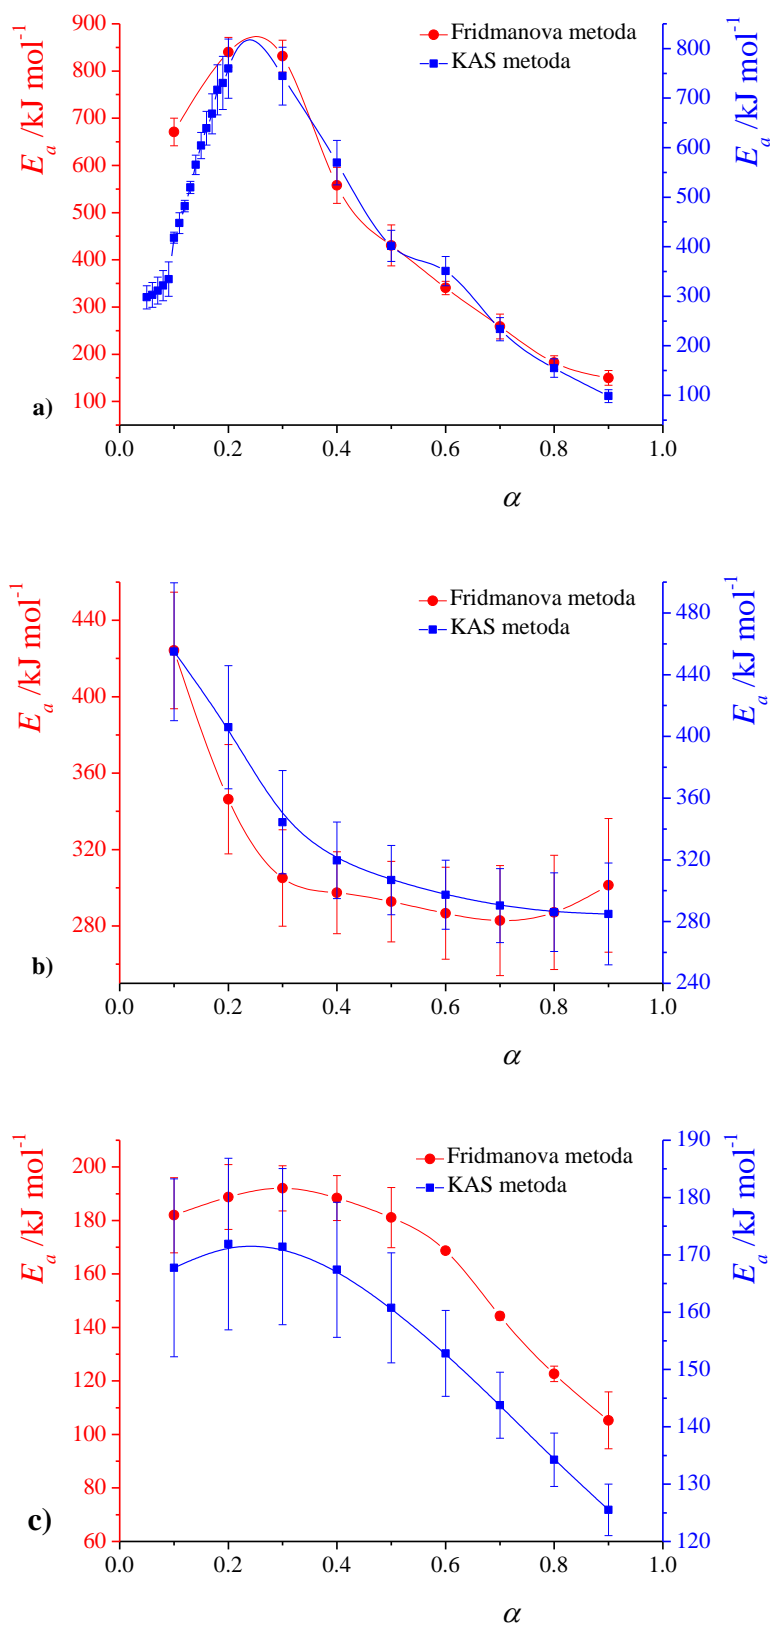 900
800
700
600
500
400
300
200
100
E_a /kJ mol^-1
Fridmanova metoda
KAS metoda
800
700
600
500
400
300
200
100
E_a /kJ mol^-1
a)
0.0 0.2 0.4 0.6 0.8 1.0
α
440
400
360
320
280
E_a /kJ mol^-1
Fridmanova metoda
KAS metoda
480
440
400
360
320
280
240
E_a /kJ mol^-1
b)
0.0 0.2 0.4 0.6 0.8 1.0
α
200
180
160
140
120
100
80
60
E_a /kJ mol^-1
Fridmanova metoda
KAS metoda
190
180
170
160
150
140
130
120
E_a /kJ mol^-1
c)
0.0 0.2 0.4 0.6 0.8 1.0
α